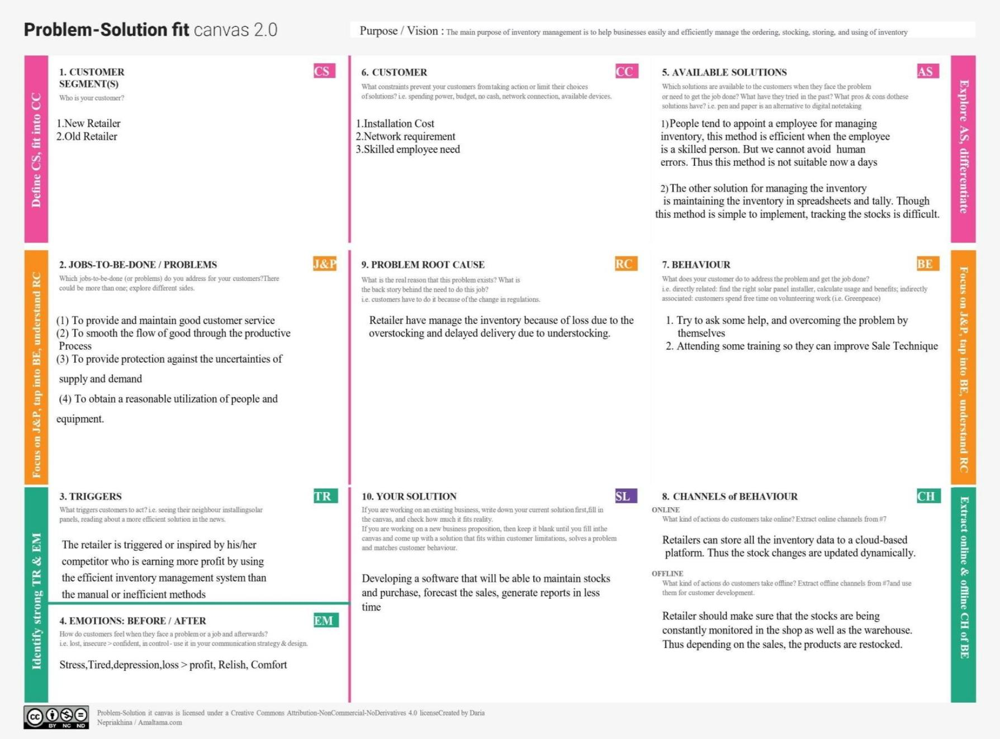 Problem-Solution fit canvas 2.0
Purpose / Vision : The main purpose of inventory management is to help businesses easily and efficiently manage the ordering, stocking, storing, and using of inventory
Define CS, fit into CC
1. CUSTOMER
SEGMENT(S)
CS
Who is your customer?
1.New Retailer
2.Old Retailer
6. CUSTOMER
CC
What constraints prevent your customers from taking action or limit their choices
of solutions? i.e. spending power, budget, no cash, network connection, available devices.
1.Installation Cost
2.Network requirement
3.Skilled employee need
5. AVAILABLE SOLUTIONS
AS
Which solutions are available to the customers when they face the problem
or need to get the job done? What have they tried in the past? What pros & cons dothese
solutions have? i.e. pen and paper is an alternative to digital notetaking
1)People tend to appoint a employee for managing
inventory, this method is efficient when the employee
is a skilled person. But we cannot avoid human
errors. Thus this method is not suitable now a days
2)The other solution for managing the inventory
is maintaining the inventory in spreadsheets and tally. Though
this method is simple to implement, tracking the stocks is difficult.
Explore AS, differentiate
Focus on J&P, tap into BE, understand RC
2. JOBS-TO-BE-DONE / PROBLEMS
J&P
Which jobs-to-be-done (or problems) do you address for your customers?There
could be more than one; explore different sides.
(1) To provide and maintain good customer service
(2) To smooth the flow of good through the productive
Process
(3) To provide protection against the uncertainties of
supply and demand
(4) To obtain a reasonable utilization of people and
equipment.
9. PROBLEM ROOT CAUSE
RC
What is the real reason that this problem exists? What is
the back story behind the need to do this job?
i.e. customers have to do it because of the change in regulations.
Retailer have manage the inventory because of loss due to the
overstocking and delayed delivery due to understocking.
7. BEHAVIOUR
BE
What does your customer do to address the problem and get the job done?
i.e. directly related: find the right solar panel installer, calculate usage and benefits; indirectly
associated: customers spend free time on volunteering work (i.e. Greenpeace)
1. Try to ask some help, and overcoming the problem by
themselves
2. Attending some training so they can improve Sale Technique
Focus on J&P, tap into BE, understand RC
Identify strong TR & EM
3. TRIGGERS
TR
What triggers customers to act? i.e. seeing their neighbour installingsolar
panels, reading about a more efficient solution in the news.
The retailer is triggered or inspired by his/her
competitor who is earning more profit by using
the efficient inventory management system than
the manual or inefficient methods
4. EMOTIONS: BEFORE / AFTER
EM
How do customers feel when they face a problem or a job and afterwards?
i.e. lost, insecure > confident, in control - use it in your communication strategy & design.
Stress,Tired,depression,loss > profit, Relish, Comfort
10. YOUR SOLUTION
SL
If you are working on an existing business, write down your current solution first,fill in
the canvas, and check how much it fits reality.
If you are working on a new business proposition, then keep it blank until you fill inthe
canvas and come up with a solution that fits within customer limitations, solves a problem
and matches customer behaviour.
Developing a software that will be able to maintain stocks
and purchase, forecast the sales, generate reports in less
time
8. CHANNELS of BEHAVIOUR
CH
ONLINE
What kind of actions do customers take online? Extract online channels from #7
Retailers can store all the inventory data to a cloud-based
platform. Thus the stock changes are updated dynamically.
OFFLINE
What kind of actions do customers take offline? Extract offline channels from #7and use
them for customer development.
Retailer should make sure that the stocks are being
constantly monitored in the shop as well as the warehouse.
Thus depending on the sales, the products are restocked.
Extract online & offline CH of BE
cc
BY NC ND
Problem-Solution it canvas is licensed under a Creative Commons Attribution-NonCommercial-NoDerivatives 4.0 licenseCreated by Daria
Nepriakhina / Amaltama.com